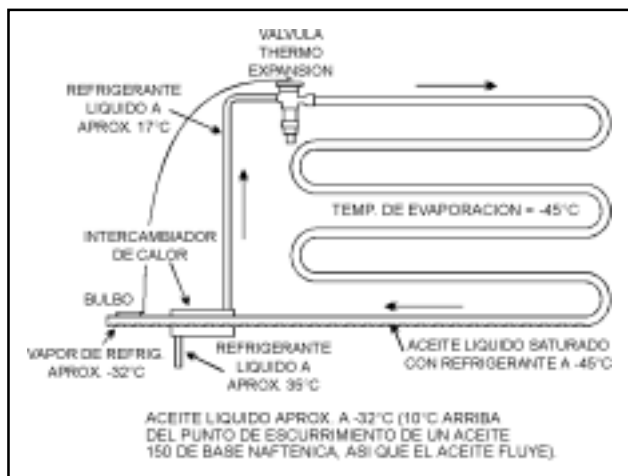 VALVULA
THERMO
EXPANSION
REFRIGERANTE
LIQUIDO A
APROX. 17°C
TEMP. DE EVAPORACION = -45°C
INTERCAMBIADOR
DE CALOR
BULBO
VAPOR DE REFRIG.
APROX. -32°C
REFRIGERANTE
LIQUIDO A
APROX. 35°C
ACEITE LIQUIDO SATURADO
CON REFRIGERANTE A -45°C
ACEITE LIQUIDO APROX. A -32°C (10°C ARRIBA
DEL PUNTO DE ESCURRIMIENTO DE UN ACEITE
150 DE BASE NAFTENICA, ASI QUE EL ACEITE FLUYE).